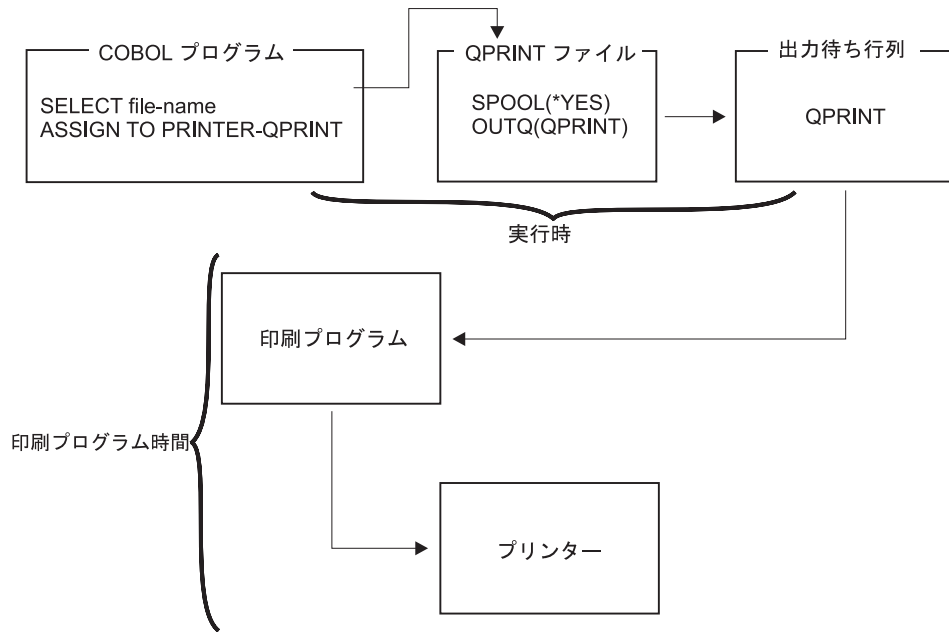 COBOL プログラム
SELECT file-name
ASSIGN TO PRINTER-QPRINT
QPRINT ファイル
SPOOL(*YES)
OUTQ(QPRINT)
出力待ち行列
QPRINT
実行時
印刷プログラム
印刷プログラム時間
プリンター